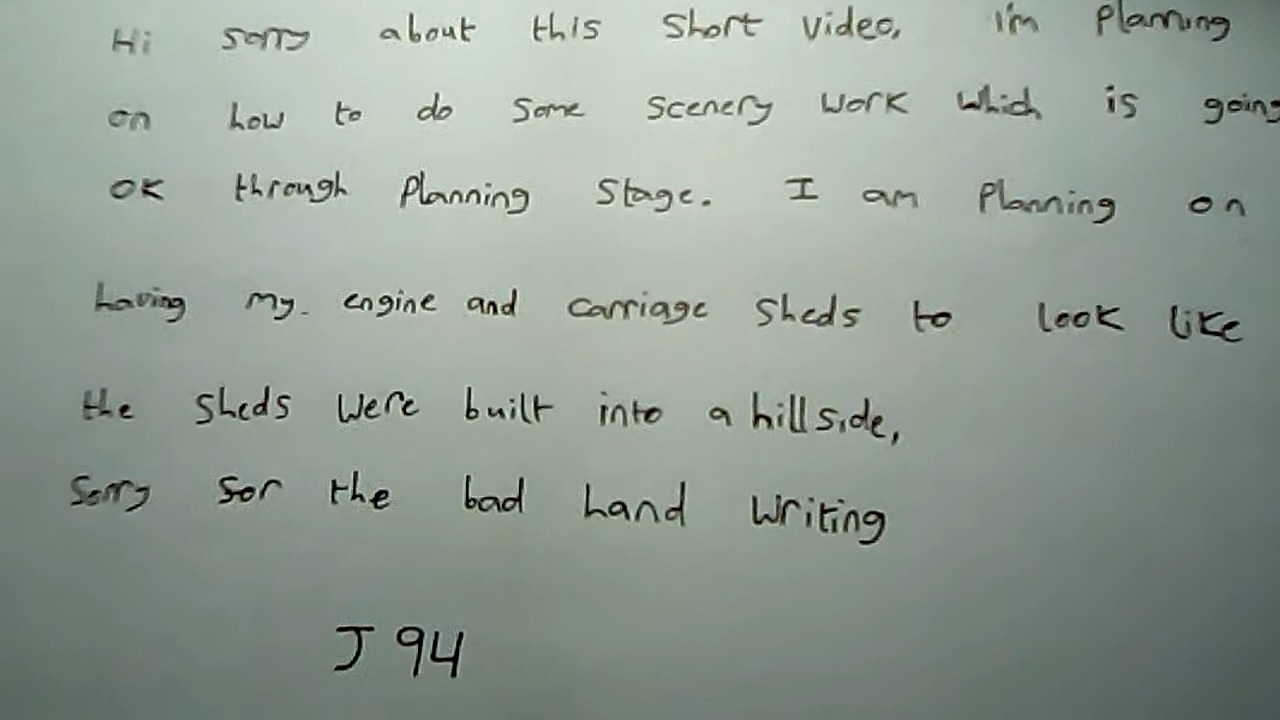 Hi sorry about this short video, i'm planning
on how to do some scenery work which is going
OK through Planning Stage. I am Planning on
having my. engine and carriage sheds to look like
the sheds were built into a hillside,
sorry for the bad hand writing
J 94